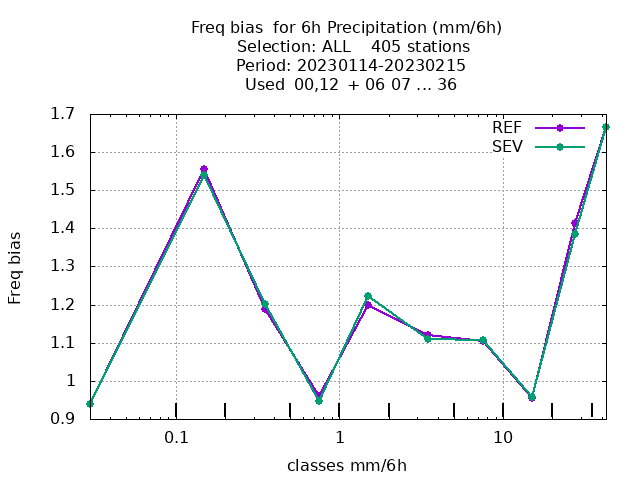 Freq bias  for 6h Precipitation (mm/6h)
Selection: ALL    405 stations
Period: 20230114-20230215
Used  00,12  + 06 07 ... 36
REF
SEV
1.7
1.6
1.5
1.4
1.3
1.2
1.1
1
0.9
Freq bias
0.1
1
10
classes mm/6h